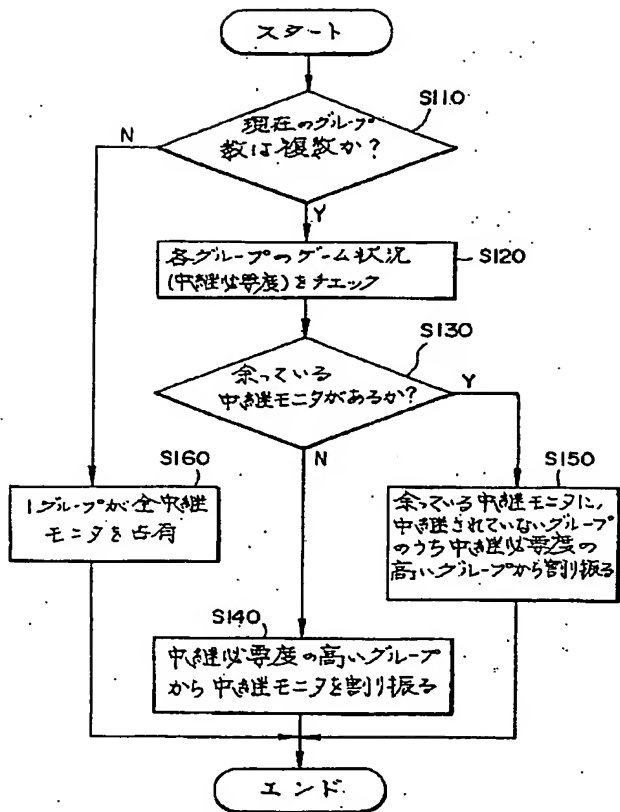 スタート
S110
現在のグループ
数は複数か?
N
Y
各グループのゲーム状況
(中継必要度)をチェック
S120
S130
余っている
中継モニタがあるか?
Y
N
S160
1グループが全中継
モニタを占有
S150
余っている中継モニタに,
中継されていないグループ
のうち中継必要度の
高いグループから割り振る
S140
中継必要度の高いグループ
から中継モニタを割り振る
エンド